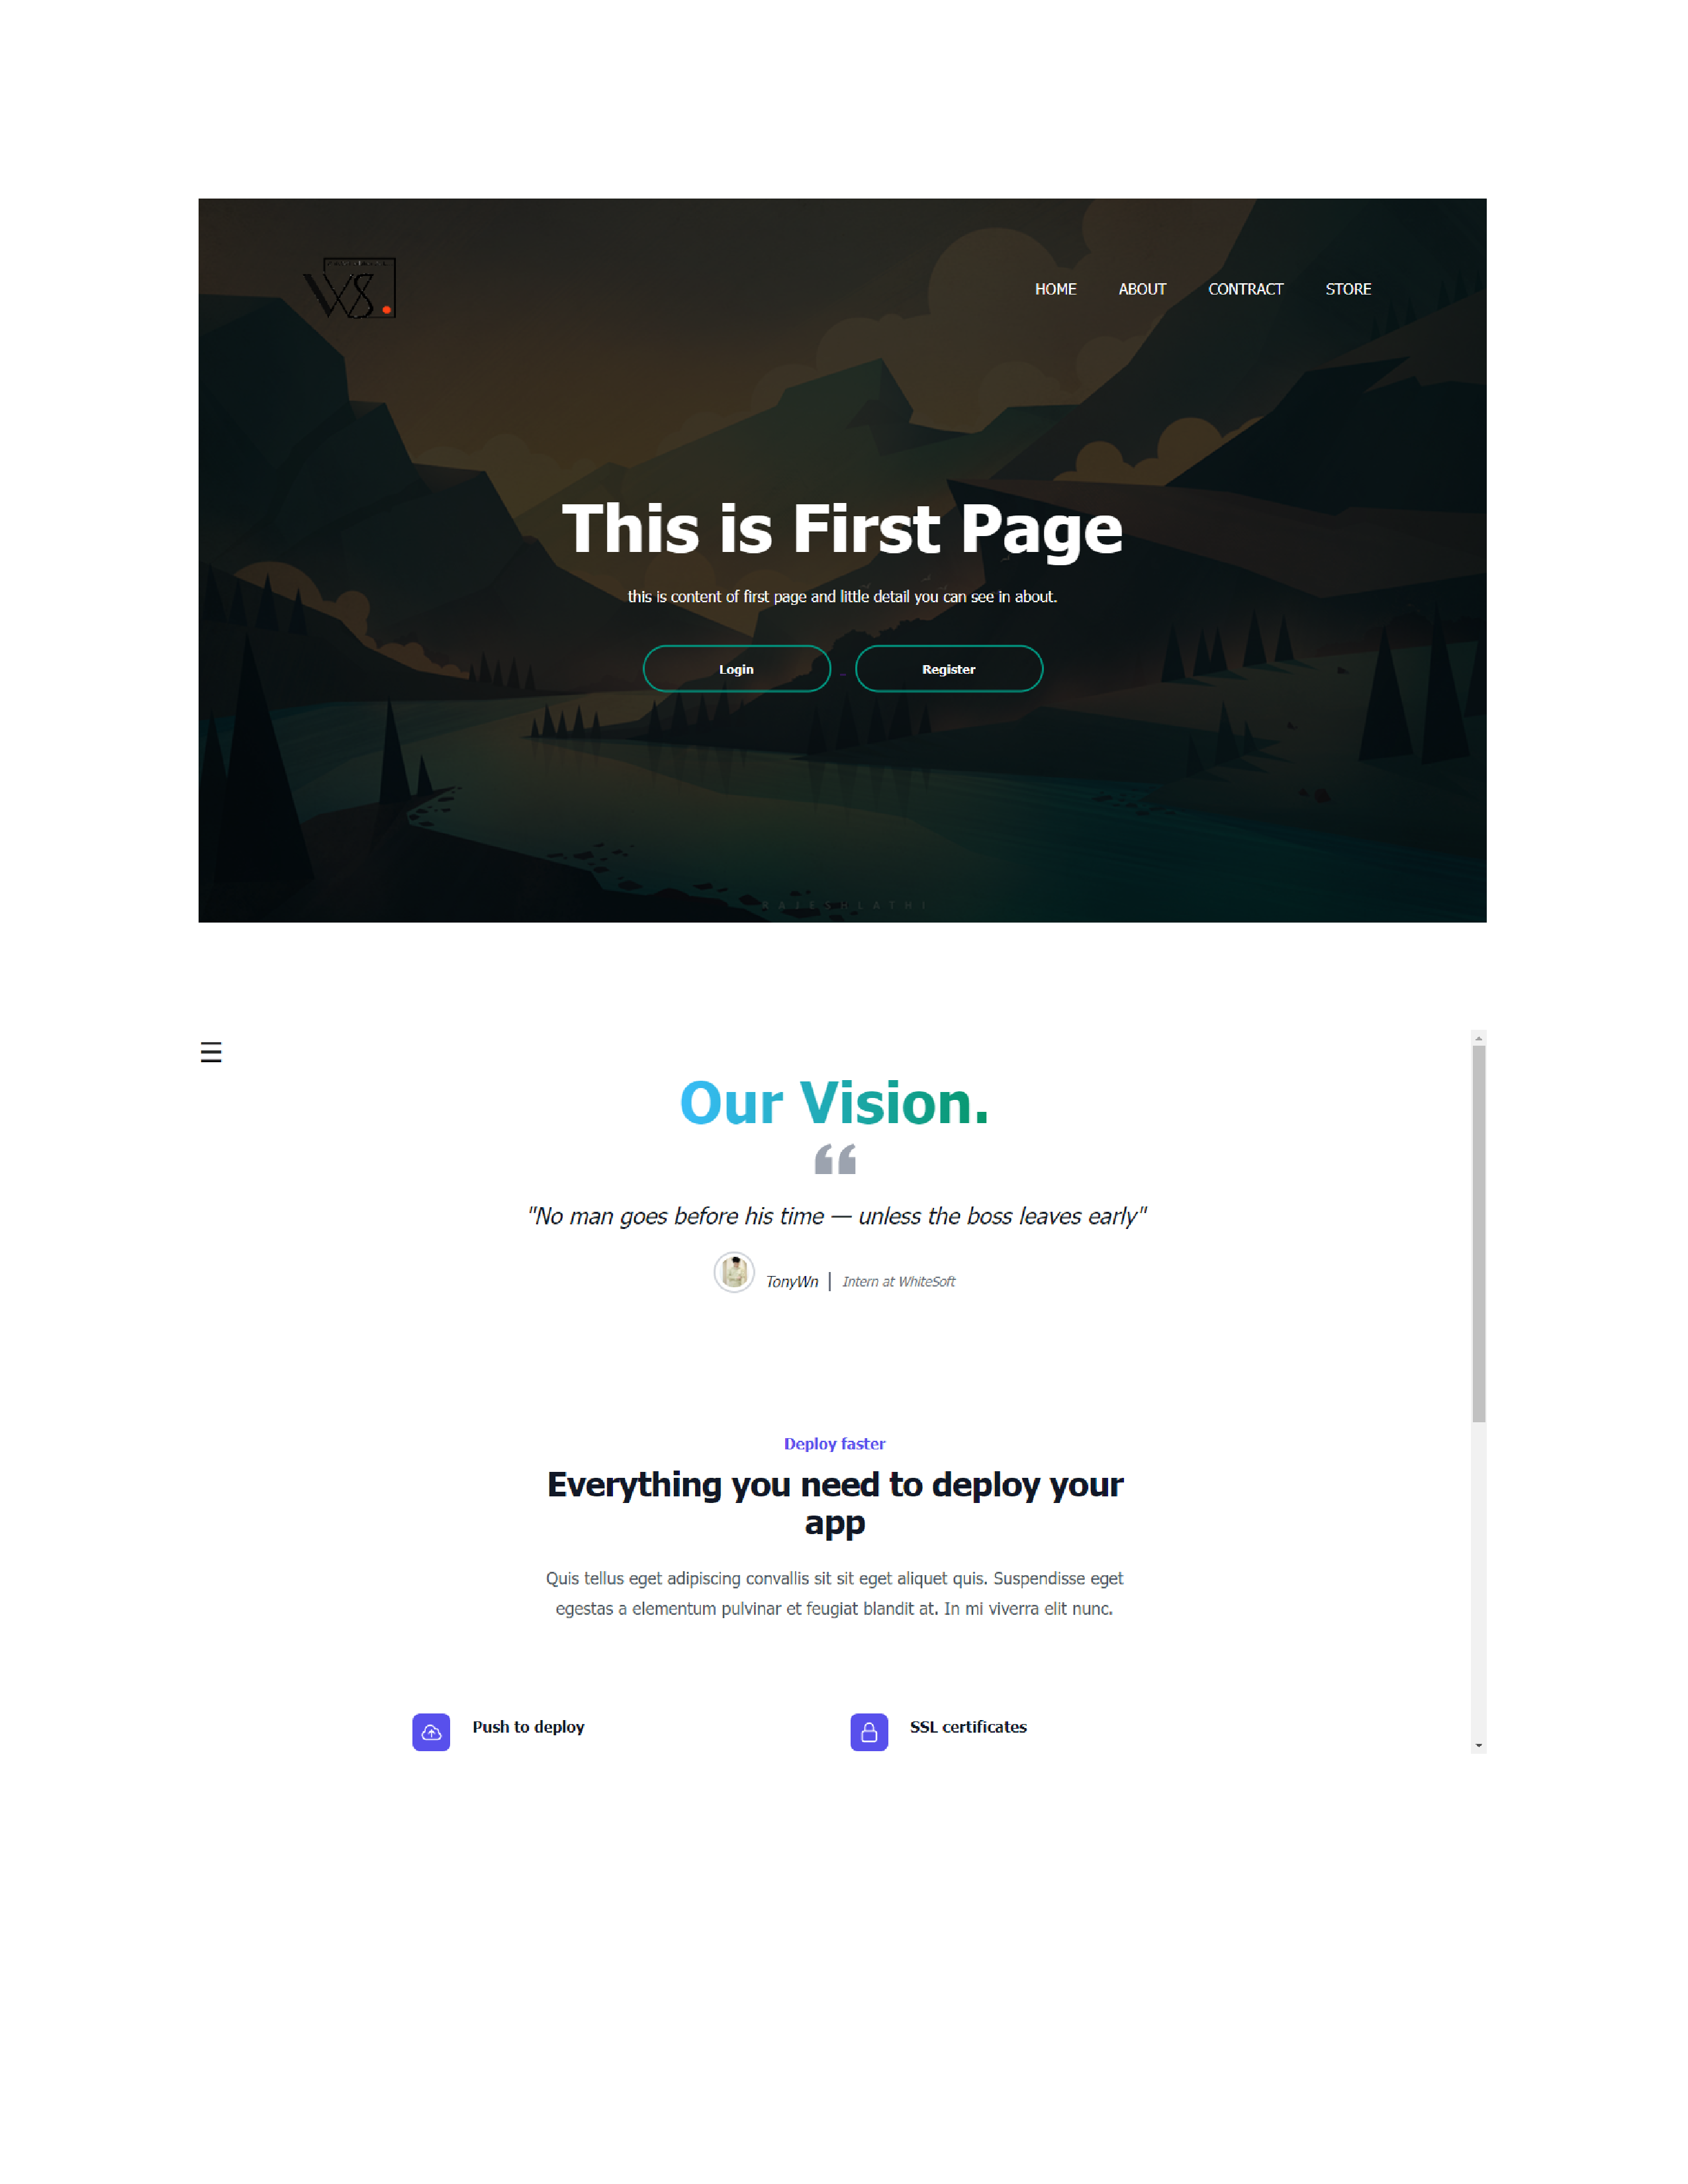 WS.
HOME ABOUT CONTRACT STORE
This is First Page
this is content of first page and little detail you can see in about.
Login
Register
RAJESHLATHI
Our Vision.
"No man goes before his time — unless the boss leaves early"
TonyWn | Intern at WhiteSoft
Deploy faster
Everything you need to deploy your
app
Quis tellus eget adipiscing convallis sit sit eget aliquet quis. Suspendisse eget
egestas a elementum pulvinar et feugiat blandit at. In mi viverra elit nunc.
Push to deploy
SSL certificates